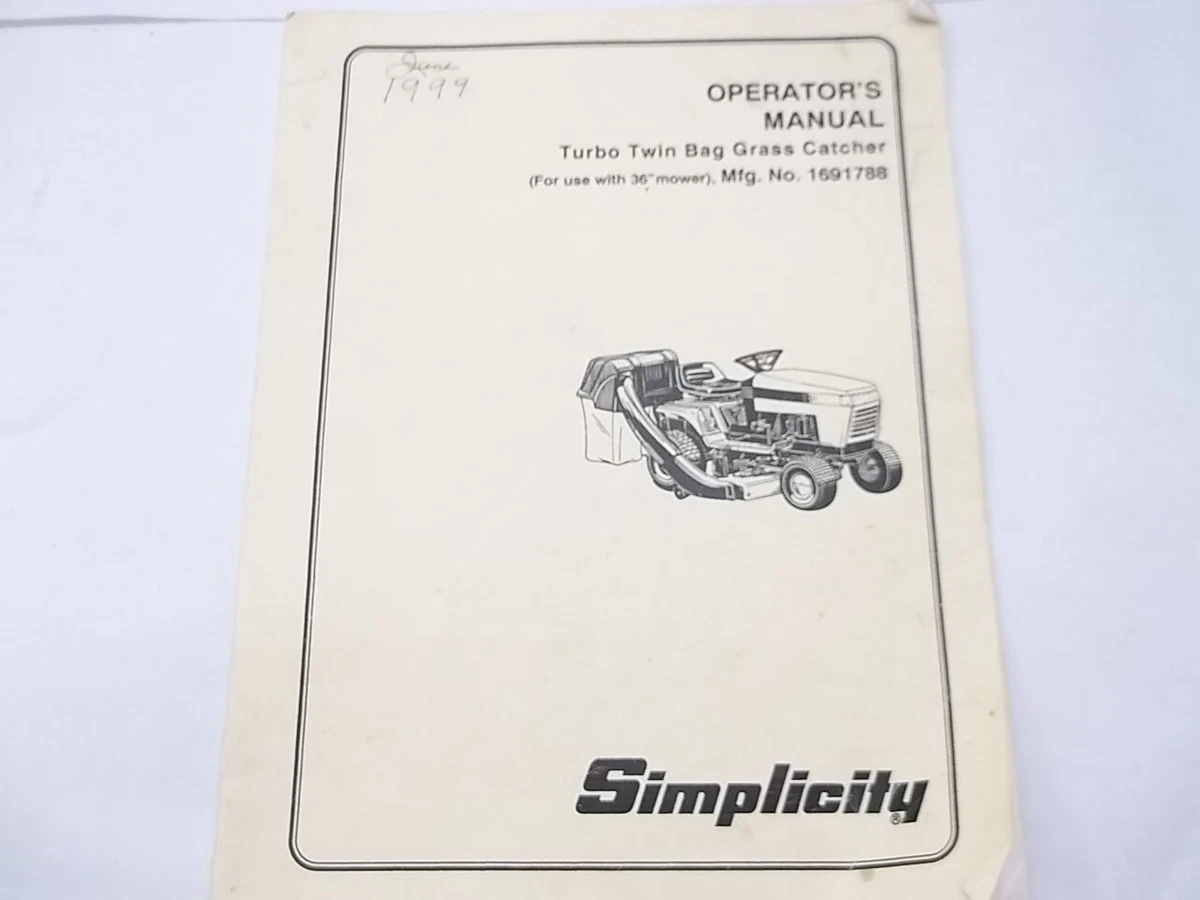 June
1999
OPERATOR'S
MANUAL
Turbo Twin Bag Grass Catcher
(For use with 36" mower), Mfg. No. 1691788
Simplicity®